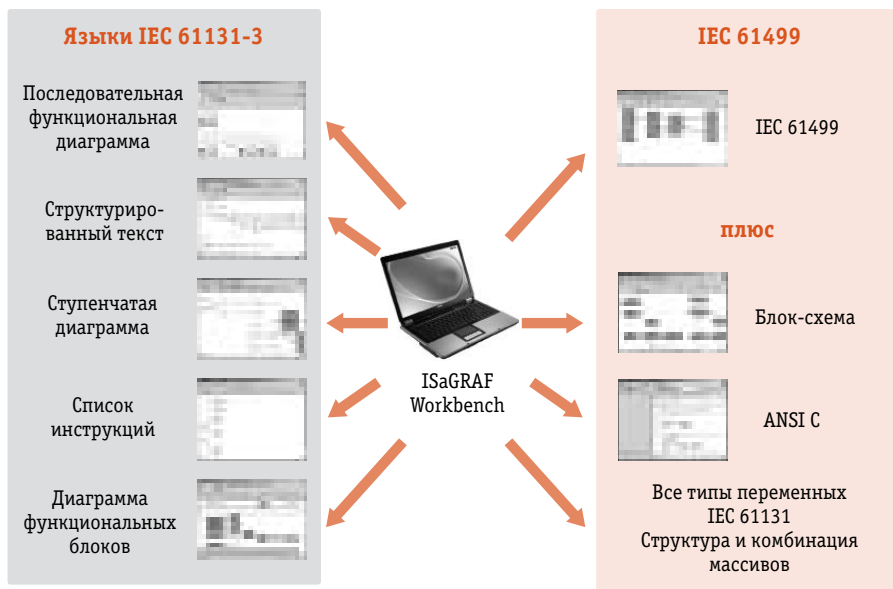 Языки IEC 61131-3
Последовательная
функциональная
диаграмма
Структуриро-
ванный текст
Ступенчатая
диаграмма
Список
инструкций
Диаграмма
функциональных
блоков
ISaGRAF
Workbench
IEC 61499
IEC 61499
плюс
Блок-схема
ANSI C
Все типы переменных
IEC 61131
Структура и комбинация
массивов